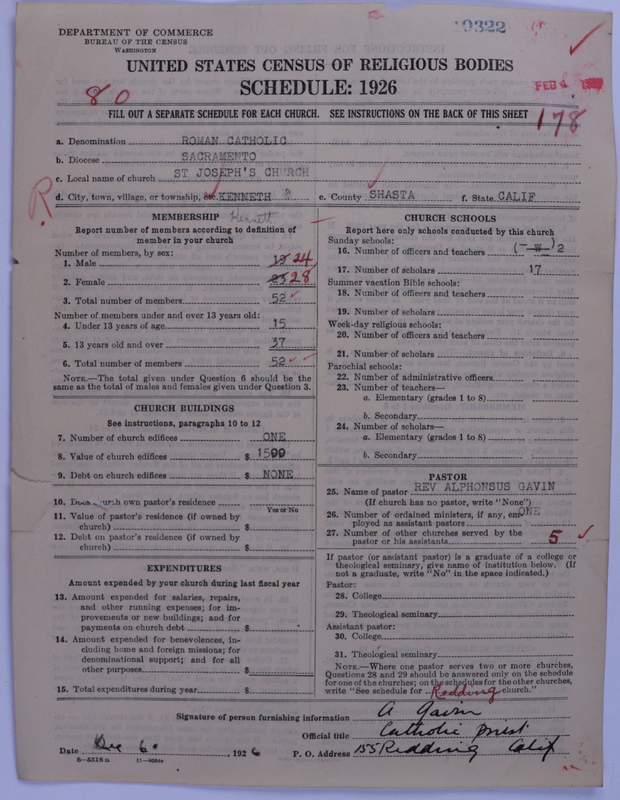 DEPARTMENT OF COMMERCE
BUREAU OF THE CENSUS
WASHINGTON
10322
UNITED STATES CENSUS OF RELIGIOUS BODIES
SCHEDULE: 1926
FEB 4
80
FILL OUT A SEPARATE SCHEDULE FOR EACH CHURCH. SEE INSTRUCTIONS ON THE BACK OF THIS SHEET
178
a. Denomination ROMAN CATHOLIC
b. Diocese SACRAMENTO
c. Local name of church ST JOSEPH'S CHURCH
d. City, town, village, or township, etc. KENNETH ? e. County SHASTA f. State CALIF
R
Kennett
MEMBERSHIP
Report number of members according to definition of
member in your church
Number of members, by sex:
1. Male 24
2. Female 23 28
3. Total number of members 52
Number of members under and over 13 years old:
4. Under 13 years of age 15
5. 13 years old and over 37
6. Total number of members 52
NOTE.—The total given under Question 6 should be the
same as the total of males and females given under Question 3.
CHURCH BUILDINGS
See instructions, paragraphs 10 to 12
7. Number of church edifices ONE
8. Value of church edifices $ 1500
9. Debt on church edifices $ NONE
10. Does church own pastor's residence
Yes or No
11. Value of pastor's residence (if owned by
church) $
12. Debt on pastor's residence (if owned by
church) $
EXPENDITURES
Amount expended by your church during last fiscal year
13. Amount expended for salaries, repairs,
and other running expenses; for im-
provements or new buildings; and for
payments on church debt $
14. Amount expended for benevolences, in-
cluding home and foreign missions; for
denominational support; and for all
other purposes $
15. Total expenditures during year $
CHURCH SCHOOLS
Report here only schools conducted by this church
Sunday schools:
16. Number of officers and teachers 2
17. Number of scholars 17
Summer vacation Bible schools:
18. Number of officers and teachers
19. Number of scholars
Week-day religious schools:
20. Number of officers and teachers
21. Number of scholars
Parochial schools:
22. Number of administrative officers
23. Number of teachers—
a. Elementary (grades 1 to 8)
b. Secondary
24. Number of scholars—
a. Elementary (grades 1 to 8)
b. Secondary
PASTOR
25. Name of pastor REV ALPHONSUS GAVIN
(If church has no pastor, write "None")
26. Number of ordained ministers, if any, em-
ployed as assistant pastors ONE
27. Number of other churches served by the
pastor or his assistants 5
If pastor (or assistant pastor) is a graduate of a college or
theological seminary, give name of institution below. (If
not a graduate, write "No" in the space indicated.)
Pastor:
28. College
29. Theological seminary
Assistant pastor:
30. College
31. Theological seminary
NOTE.—Where one pastor serves two or more churches,
Questions 28 and 29 should be answered only on the schedule
for one of the churches; on the schedules for the other churches,
write "See schedule for Redding church."
Signature of person furnishing information A Gavin
Official title Catholic priest
Date Dec 6. 1926 P. O. Address 155 Redding Calif